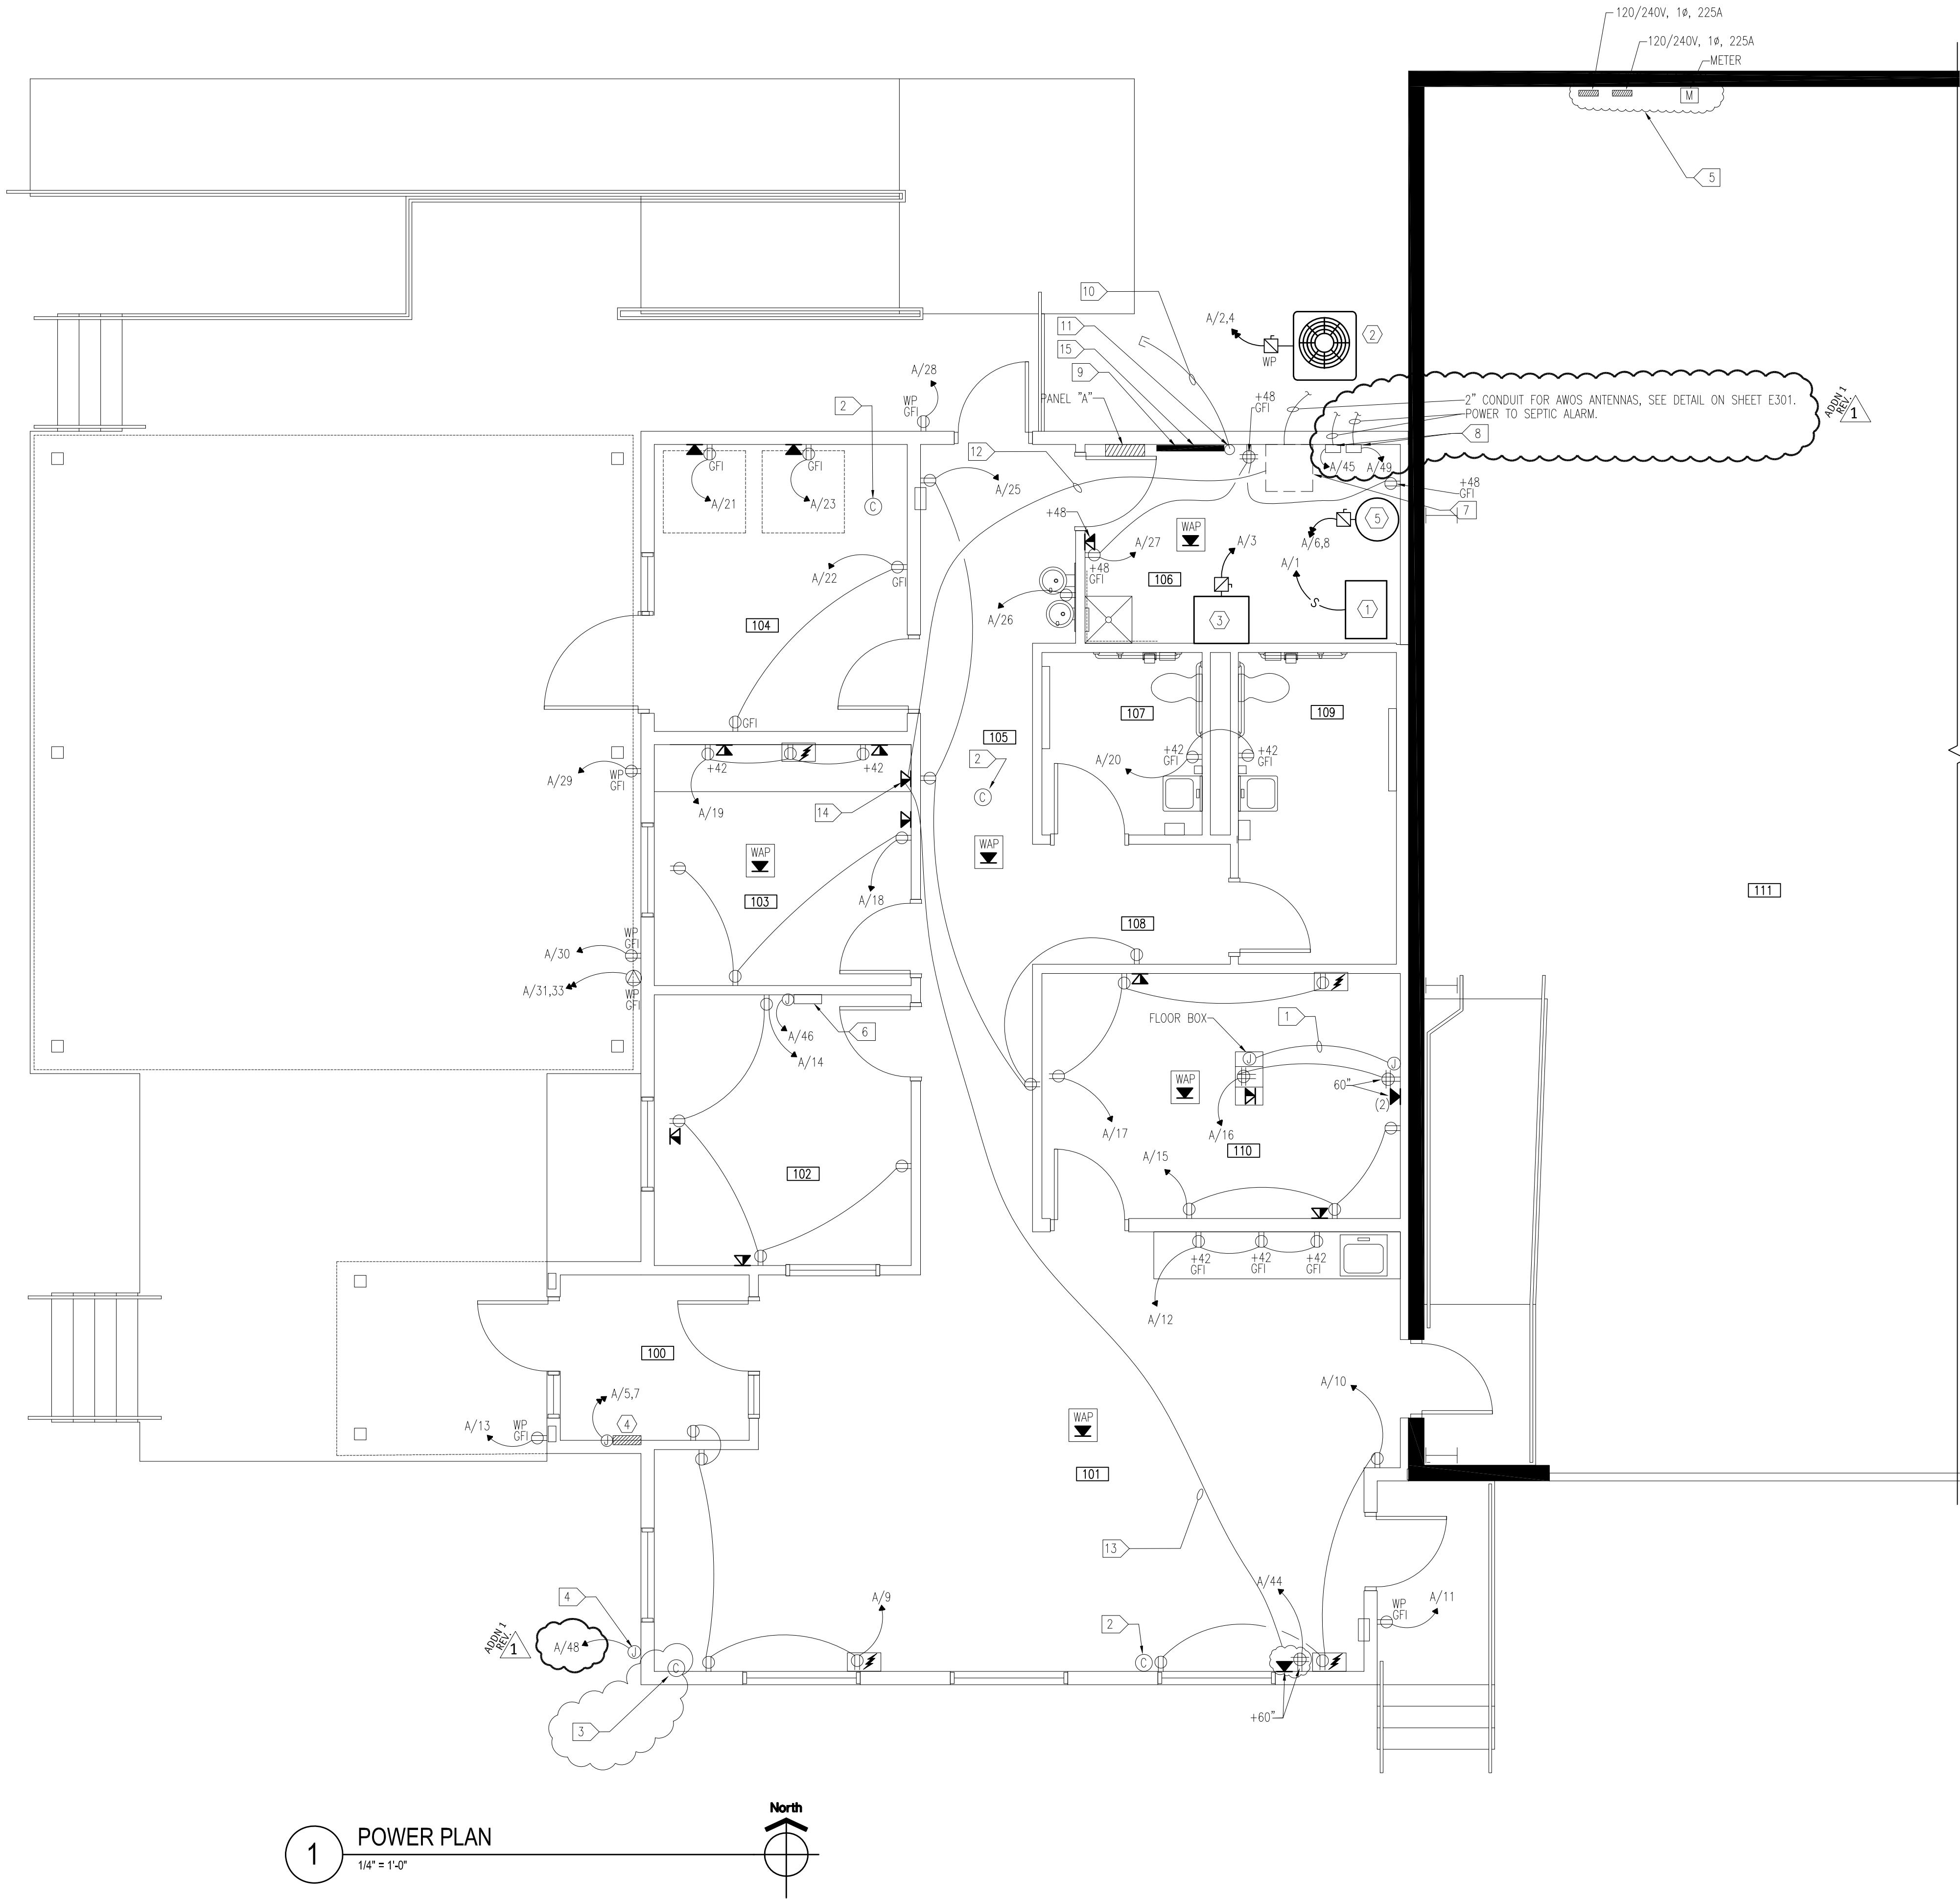 120/240V, 1ø, 225A
120/240V, 1ø, 225A
METER
M
5
10
11
15
9
A/2,4
WP
2
A/28
WP
GFI
2
PANEL "A"
+48
GFI
2" CONDUIT FOR AWOS ANTENNAS, SEE DETAIL ON SHEET E301.
POWER TO SEPTIC ALARM.
8
ADDN 1
REV.
1
12
GFI
GFI
A/21
A/23
C
A/25
A/45
A/49
+48
GFI
7
+48
WAP
A/27
A/3
5
A/6,8
A/1
A/22
GFI
+48
GFI
106
S
A/26
3
1
104
GFI
107
109
105
2
+42
GFI
+42
GFI
A/20
+42
+42
A/29
WP
GFI
A/19
14
C
WAP
WAP
103
A/18
111
108
WP
GFI
A/30
A/31,33
WP
GFI
J
6
A/46
A/14
FLOOR BOX
1
J
J
WAP
60"
(2)
A/17
A/16
110
A/15
102
+42
GFI
+42
GFI
+42
GFI
A/12
100
A/5,7
A/10
4
J
A/13
WP
GFI
WAP
101
13
4
A/9
A/44
A/11
WP
GFI
2
ADDN 1
REV.
1
A/48
J
C
C
3
+60"
North
1
POWER PLAN
1/4" = 1'-0"